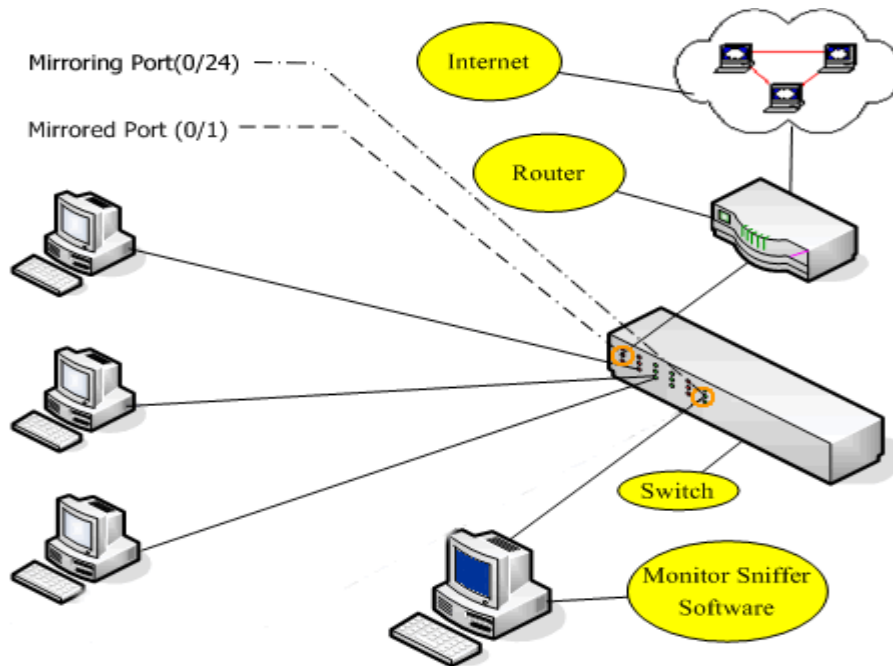 Mirroring Port(0/24)
Mirrored Port (0/1)
Internet
Router
Switch
Monitor Sniffer
Software